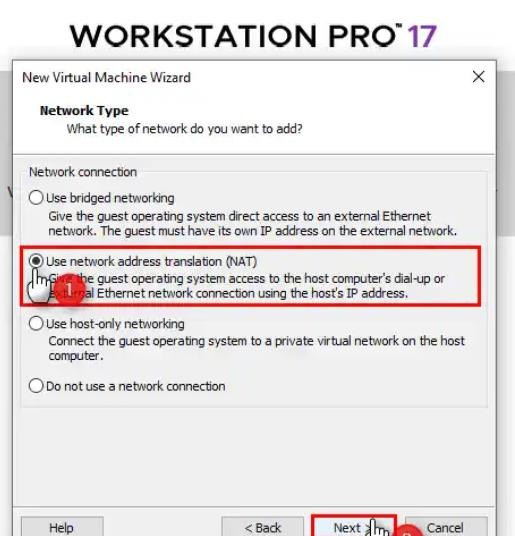 WORKSTATION PRO™ 17
New Virtual Machine Wizard
Network Type
What type of network do you want to add?
Network connection
Use bridged networking
Give the guest operating system direct access to an external Ethernet
network. The guest must have its own IP address on the external network.
Use network address translation (NAT)
Give the guest operating system access to the host computer's dial-up or
external Ethernet network connection using the host's IP address.
Use host-only networking
Connect the guest operating system to a private virtual network on the host
computer.
Do not use a network connection
Help < Back Next > Cancel